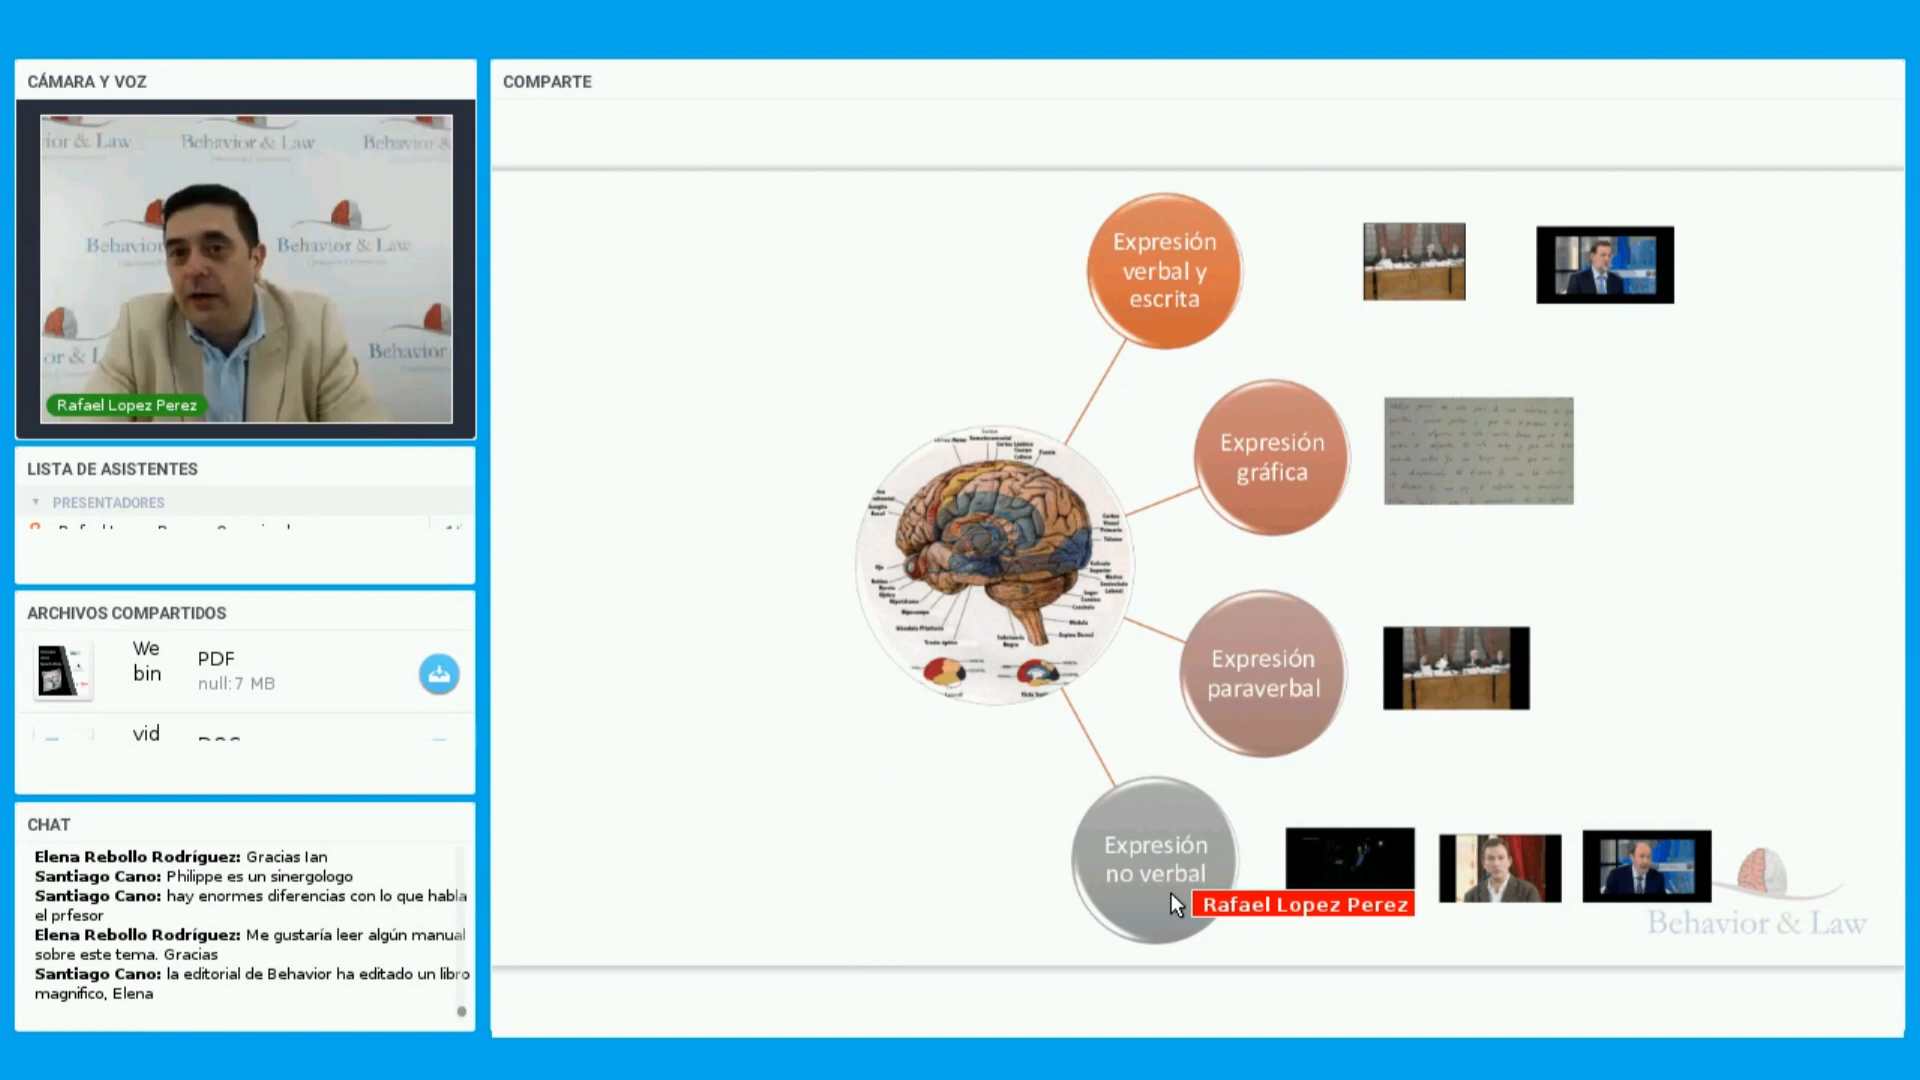 CÁMARA Y VOZ
ior & Law
Behavior & Law
Behavior &
Behavior
Behavior & Law
or & L
Behavior
Rafael Lopez Perez
LISTA DE ASISTENTES
PRESENTADORES
ARCHIVOS COMPARTIDOS
We
bin
PDF
null:7 MB
vid
CHAT
Elena Rebollo Rodríguez: Gracias Ian
Santiago Cano: Philippe es un sinergologo
Santiago Cano: hay enormes diferencias con lo que habla
el prfesor
Elena Rebollo Rodríguez: Me gustaría leer algún manual
sobre este tema. Gracias
Santiago Cano: la editorial de Behavior ha editado un libro
magnifico, Elena
COMPARTE
Expresión
verbal y
escrita
Expresión
gráfica
Expresión
paraverbal
Expresión
no verbal
Rafael Lopez Perez
Behavior & Law